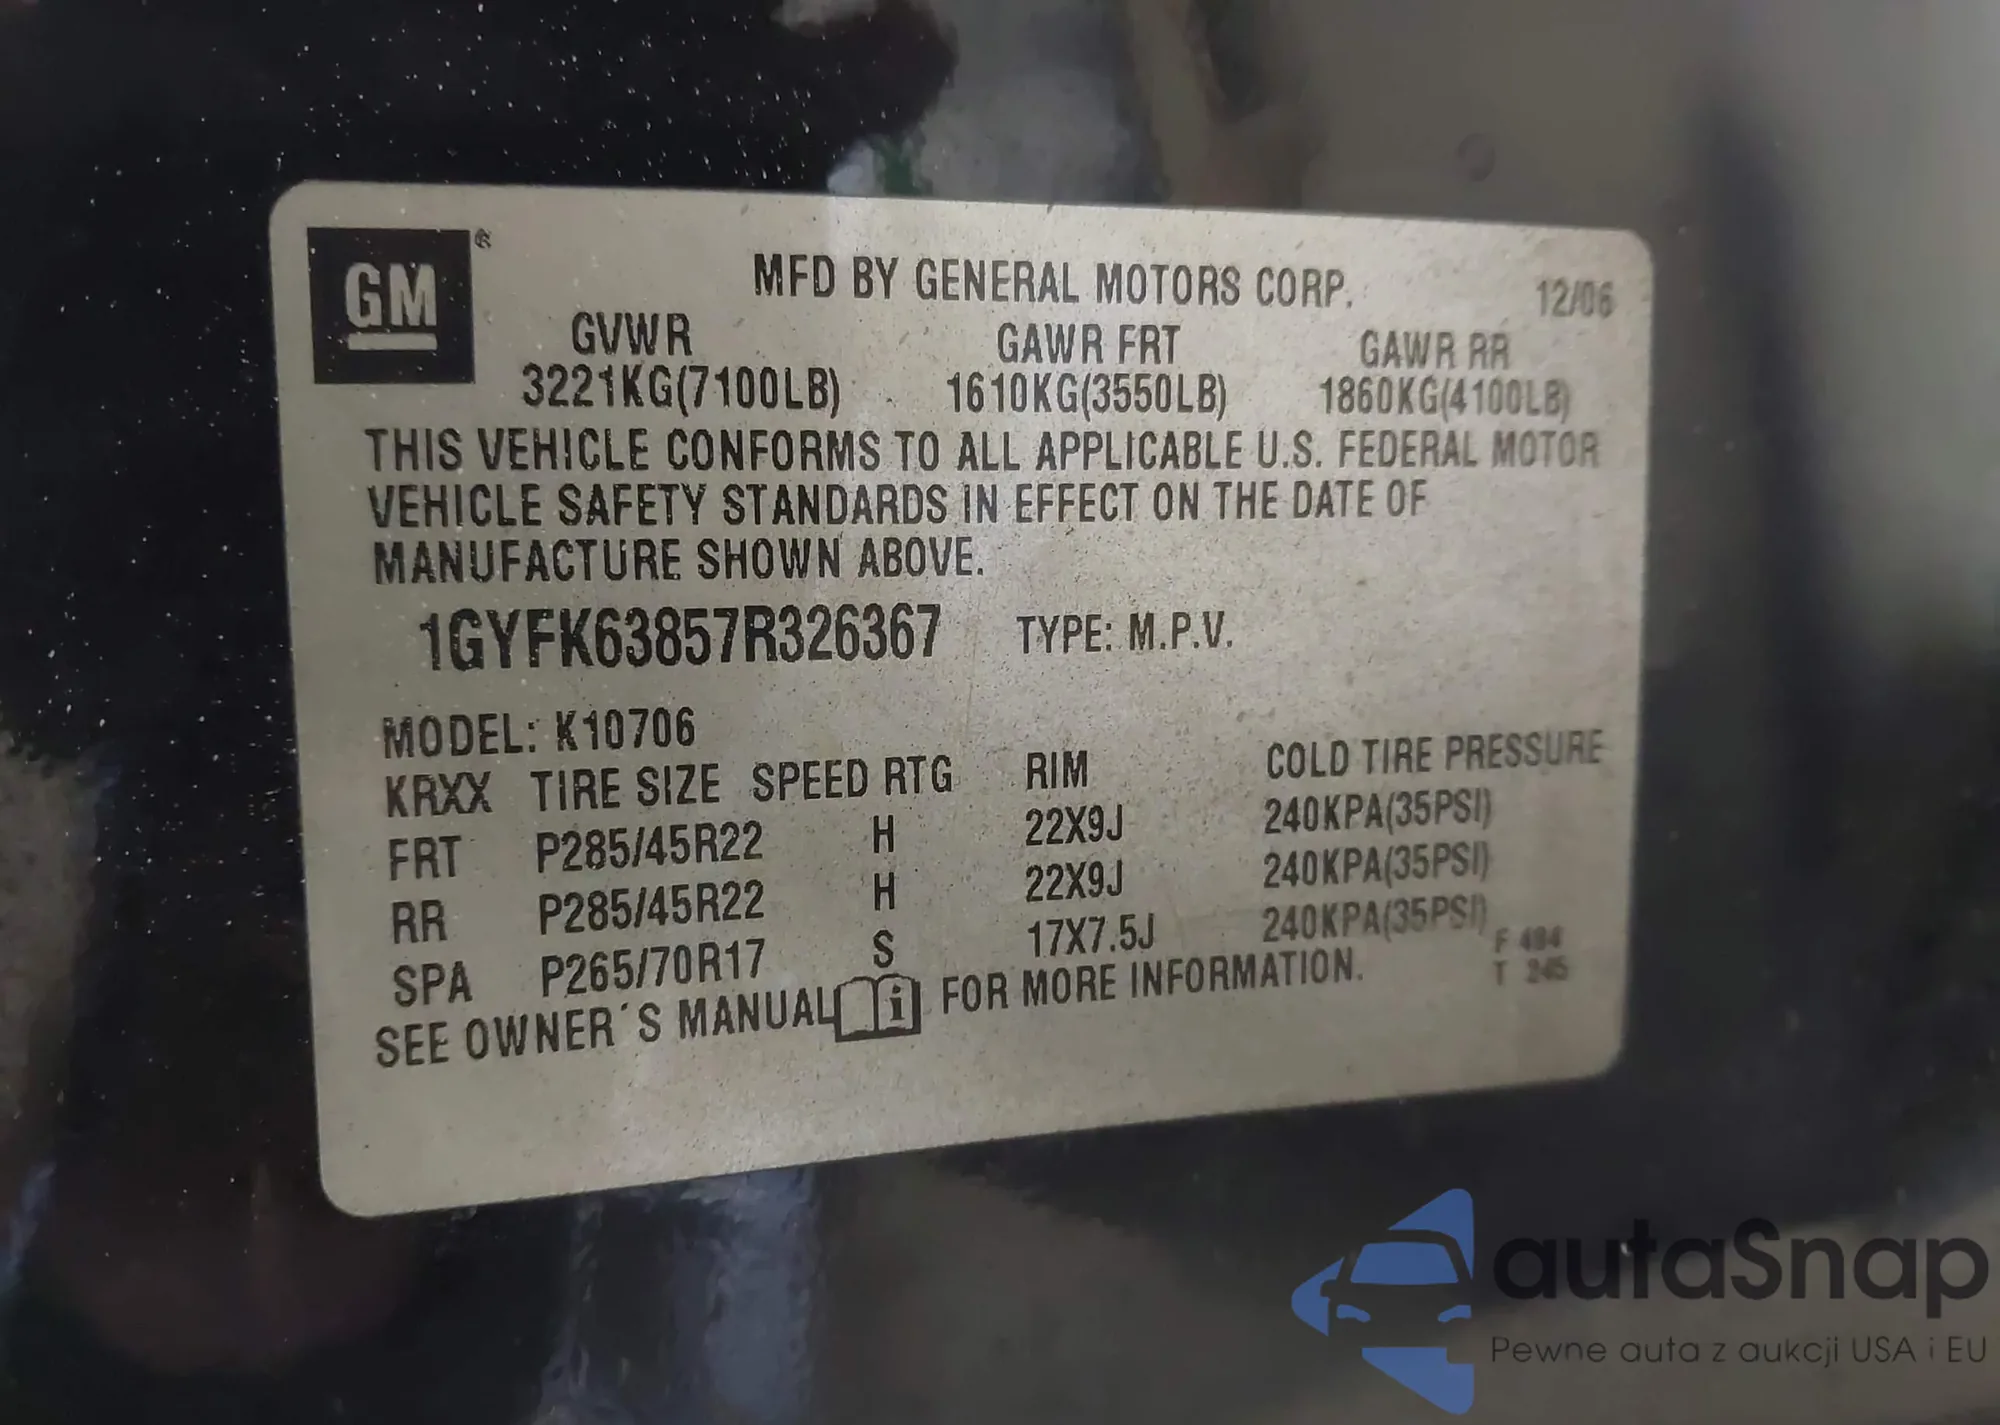 GM ®
MFD BY GENERAL MOTORS CORP. 12/06
GVWR GAWR FRT GAWR RR
3221KG(7100LB) 1610KG(3550LB) 1860KG(4100LB)
THIS VEHICLE CONFORMS TO ALL APPLICABLE U.S. FEDERAL MOTOR
VEHICLE SAFETY STANDARDS IN EFFECT ON THE DATE OF
MANUFACTURE SHOWN ABOVE.
1GYFK63857R326367 TYPE: M.P.V.
MODEL: K10706
KRXX TIRE SIZE SPEED RTG RIM COLD TIRE PRESSURE
FRT P285/45R22 H 22X9J 240KPA(35PSI)
RR P285/45R22 H 22X9J 240KPA(35PSI)
SPA P265/70R17 S 17X7.5J 240KPA(35PSI)
F
T
SEE OWNER´S MANUAL i FOR MORE INFORMATION.
autaSnap
Pewne auta z aukcji USA i EU